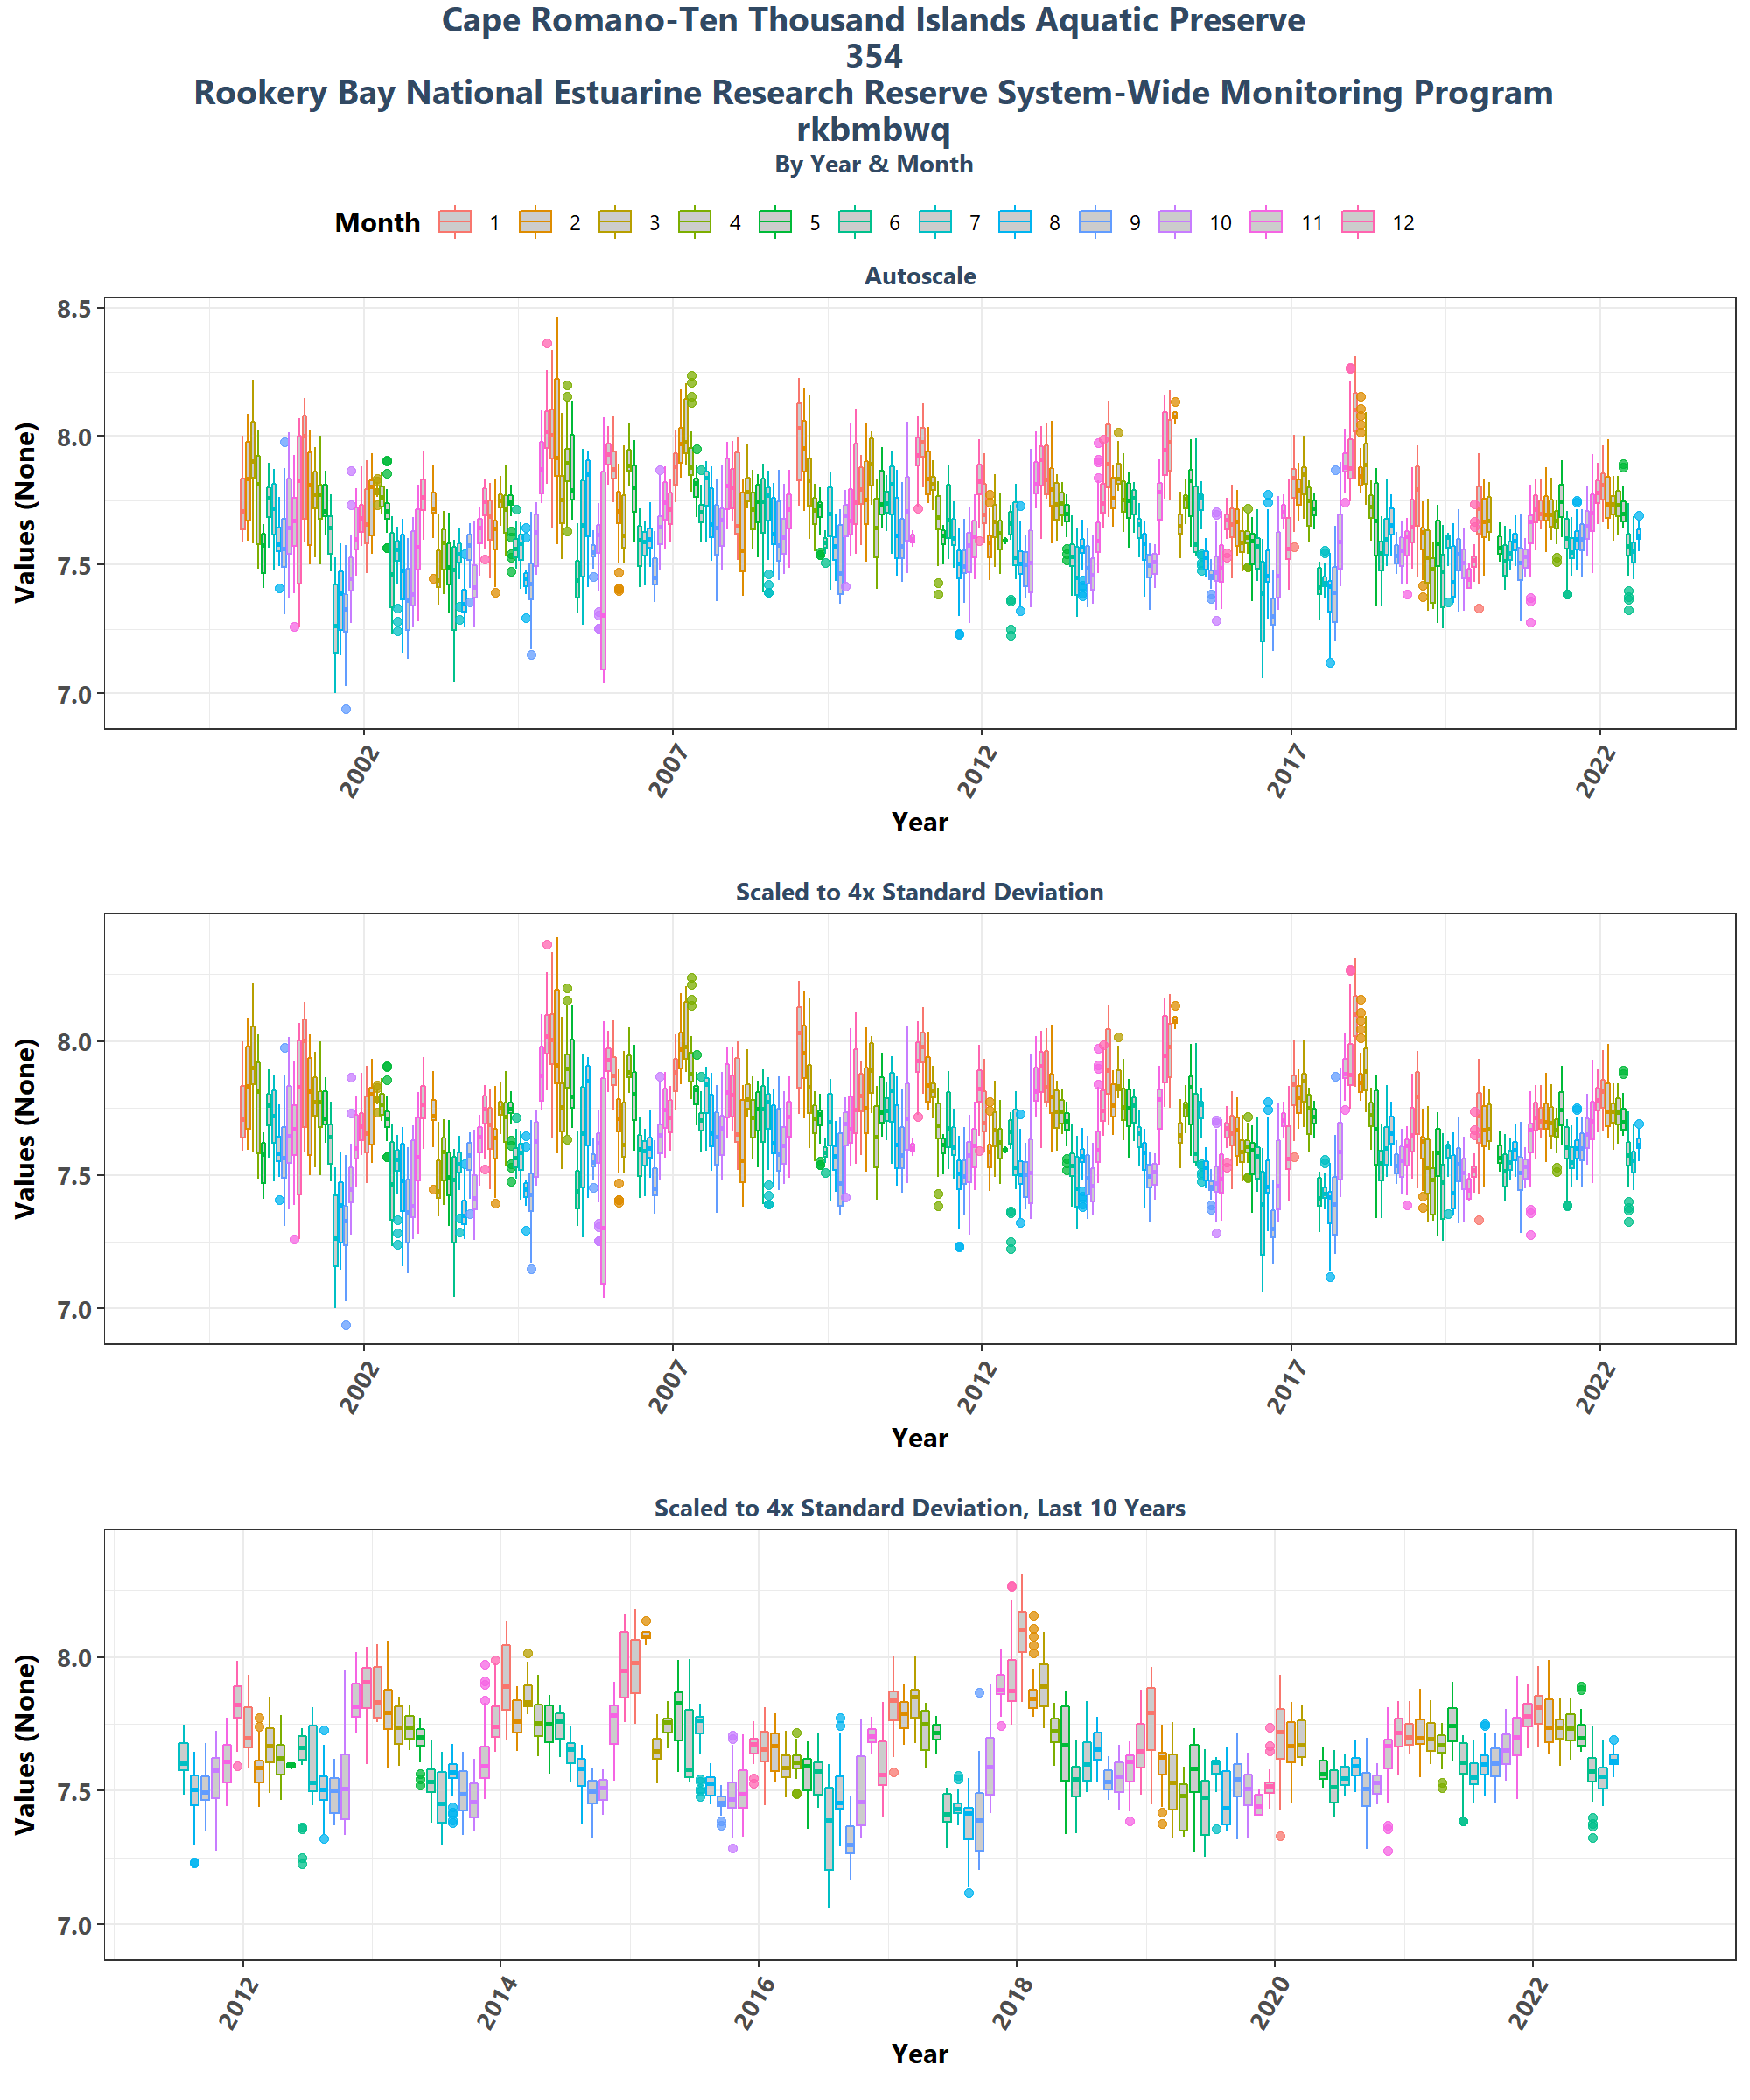 Cape Romano-Ten Thousand Islands Aquatic Preserve
354
Rookery Bay National Estuarine Research Reserve System-Wide Monitoring Program
rkbmbwq
By Year & Month
Month 1 2 3 4 5 6 7 8 9 10 11 12
Autoscale
Values (None)
8.5
8.0
7.5
7.0
2002 2007 2012 2017 2022
Year
Scaled to 4x Standard Deviation
Values (None)
8.0
7.5
7.0
2002 2007 2012 2017 2022
Year
Scaled to 4x Standard Deviation, Last 10 Years
Values (None)
8.0
7.5
7.0
2012 2014 2016 2018 2020 2022
Year